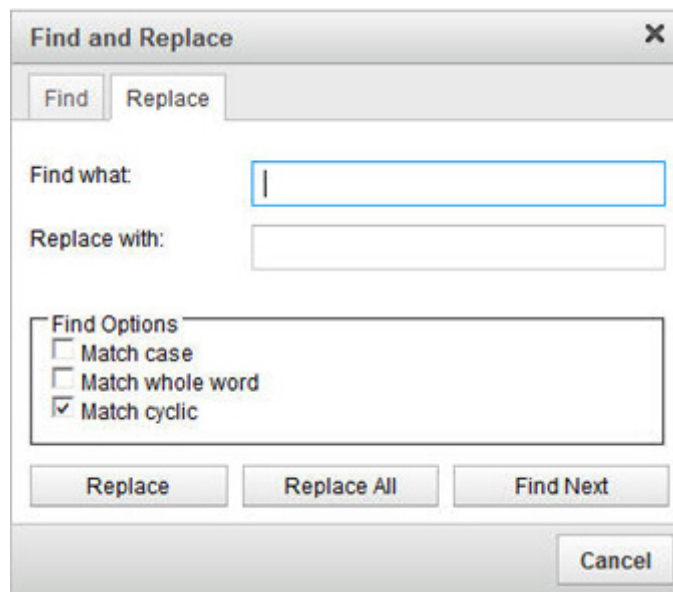 Find and Replace
Find Replace
Find what:
Replace with:
Find Options
Match case
Match whole word
Match cyclic
Replace Replace All Find Next
Cancel